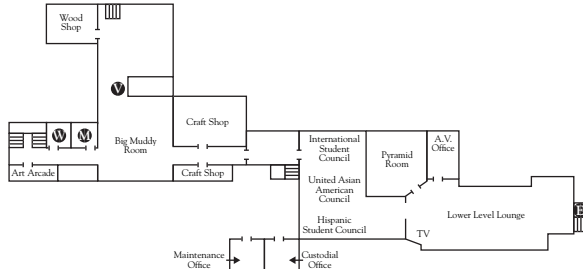 Wood
Shop
V
Craft Shop
W
M
Big Muddy
Room
Art Arcade
Craft Shop
International
Student
Council
United Asian
American
Council
Hispanic
Student Council
Pyramid
Room
A.V.
Office
Lower Level Lounge
TV
E
Maintenance
Office
Custodial
Office